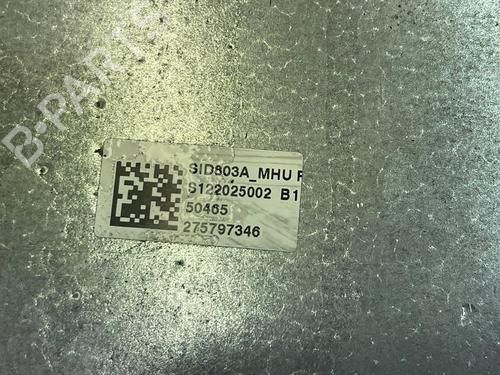 B-PARTS
SID803A_MHU F
S122025002 B1
50465
275797346